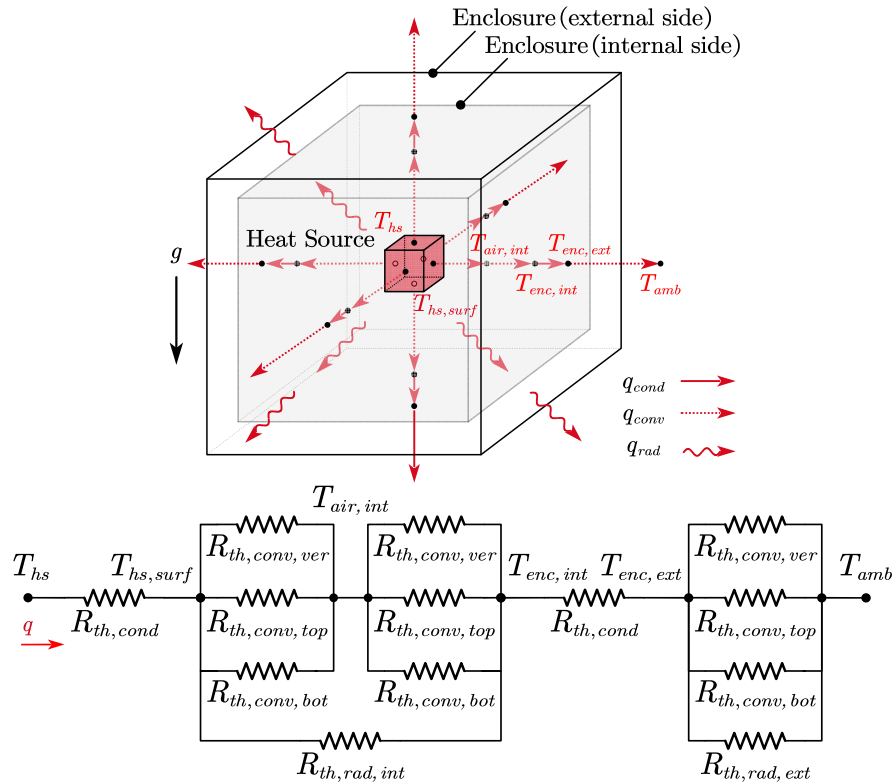 Enclosure (external side)
Enclosure (internal side)
T_hs
Heat Source
g
T_air, int
T_enc, ext
T_enc, int
T_amb
T_hs, surf
q_cond
q_conv
q_rad
T_air, int
R_th, conv, ver
R_th, conv, ver
R_th, conv, ver
T_hs
T_hs, surf
T_enc, int
T_enc, ext
T_amb
q
R_th, cond
R_th, conv, top
R_th, conv, top
R_th, cond
R_th, conv, top
R_th, conv, bot
R_th, conv, bot
R_th, conv, bot
R_th, rad, int
R_th, rad, ext